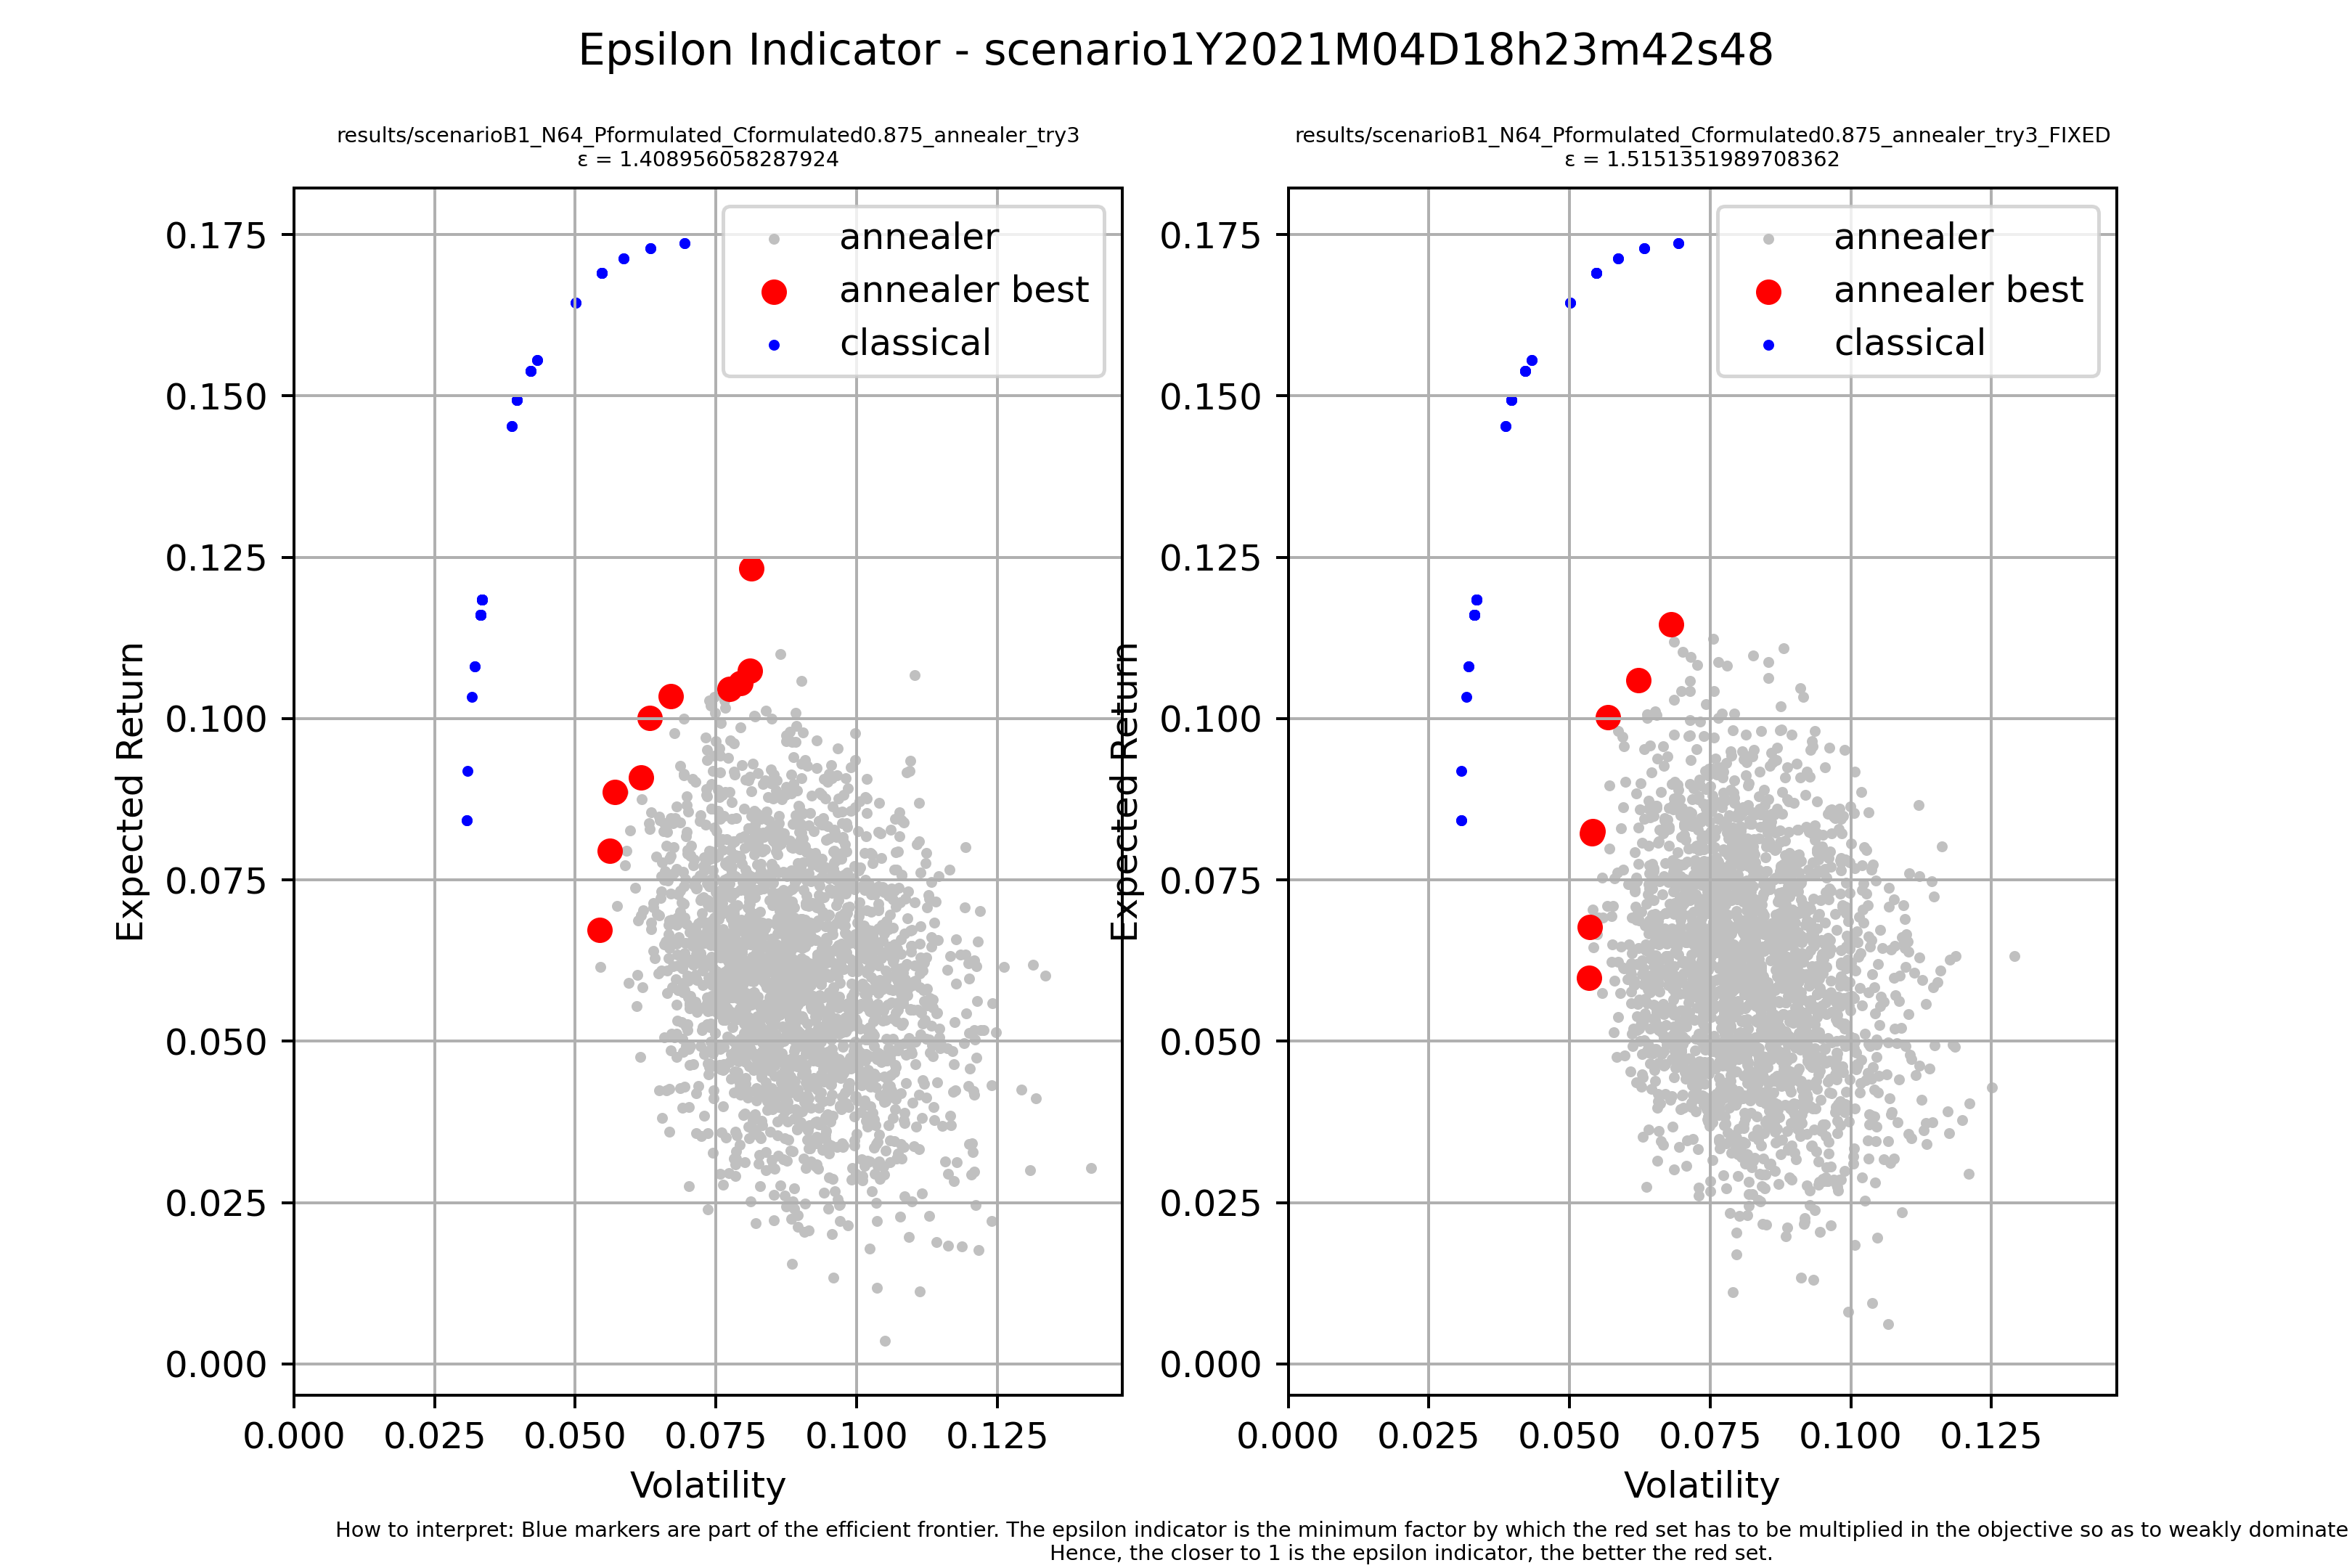 Epsilon Indicator - scenario1Y2021M04D18h23m42s48
results/scenarioB1_N64_Pformulated_Cformulated0.875_annealer_try3
ε = 1.408956058287924
0.175
0.150
0.125
0.100
0.075
0.050
0.025
0.000
Expected Return
annealer
annealer best
classical
0.000 0.025 0.050 0.075 0.100 0.125
Volatility
results/scenarioB1_N64_Pformulated_Cformulated0.875_annealer_try3_FIXED
ε = 1.5151351989708362
0.175
0.150
0.125
0.100
0.075
0.050
0.025
0.000
Expected Return
annealer
annealer best
classical
0.000 0.025 0.050 0.075 0.100 0.125
Volatility
How to interpret: Blue markers are part of the efficient frontier. The epsilon indicator is the minimum factor by which the red set has to be multiplied in the objective so as to weakly dominate
Hence, the closer to 1 is the epsilon indicator, the better the red set.